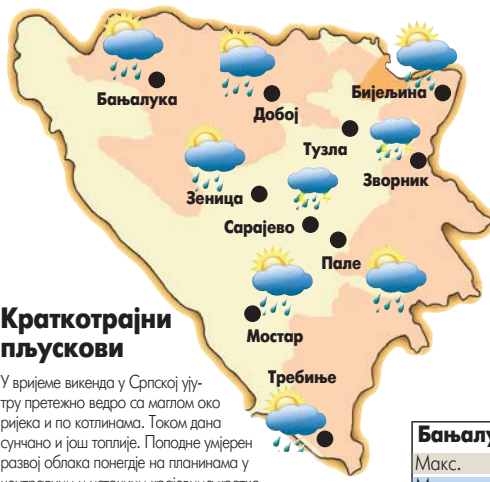 Бањалука
Добој
Бијељина
Тузла
Зворник
Зеница
Сарајево
Пале
Мостар
Требиње
Краткотрајни
пљускови
У вријеме викенда у Српској ују-
тру претежно ведро са маглом око
ријека и по котлинама. Током дана
сунчано и још топлије. Поподне умјерен
развој облака понегдје на планинама у
Макс.